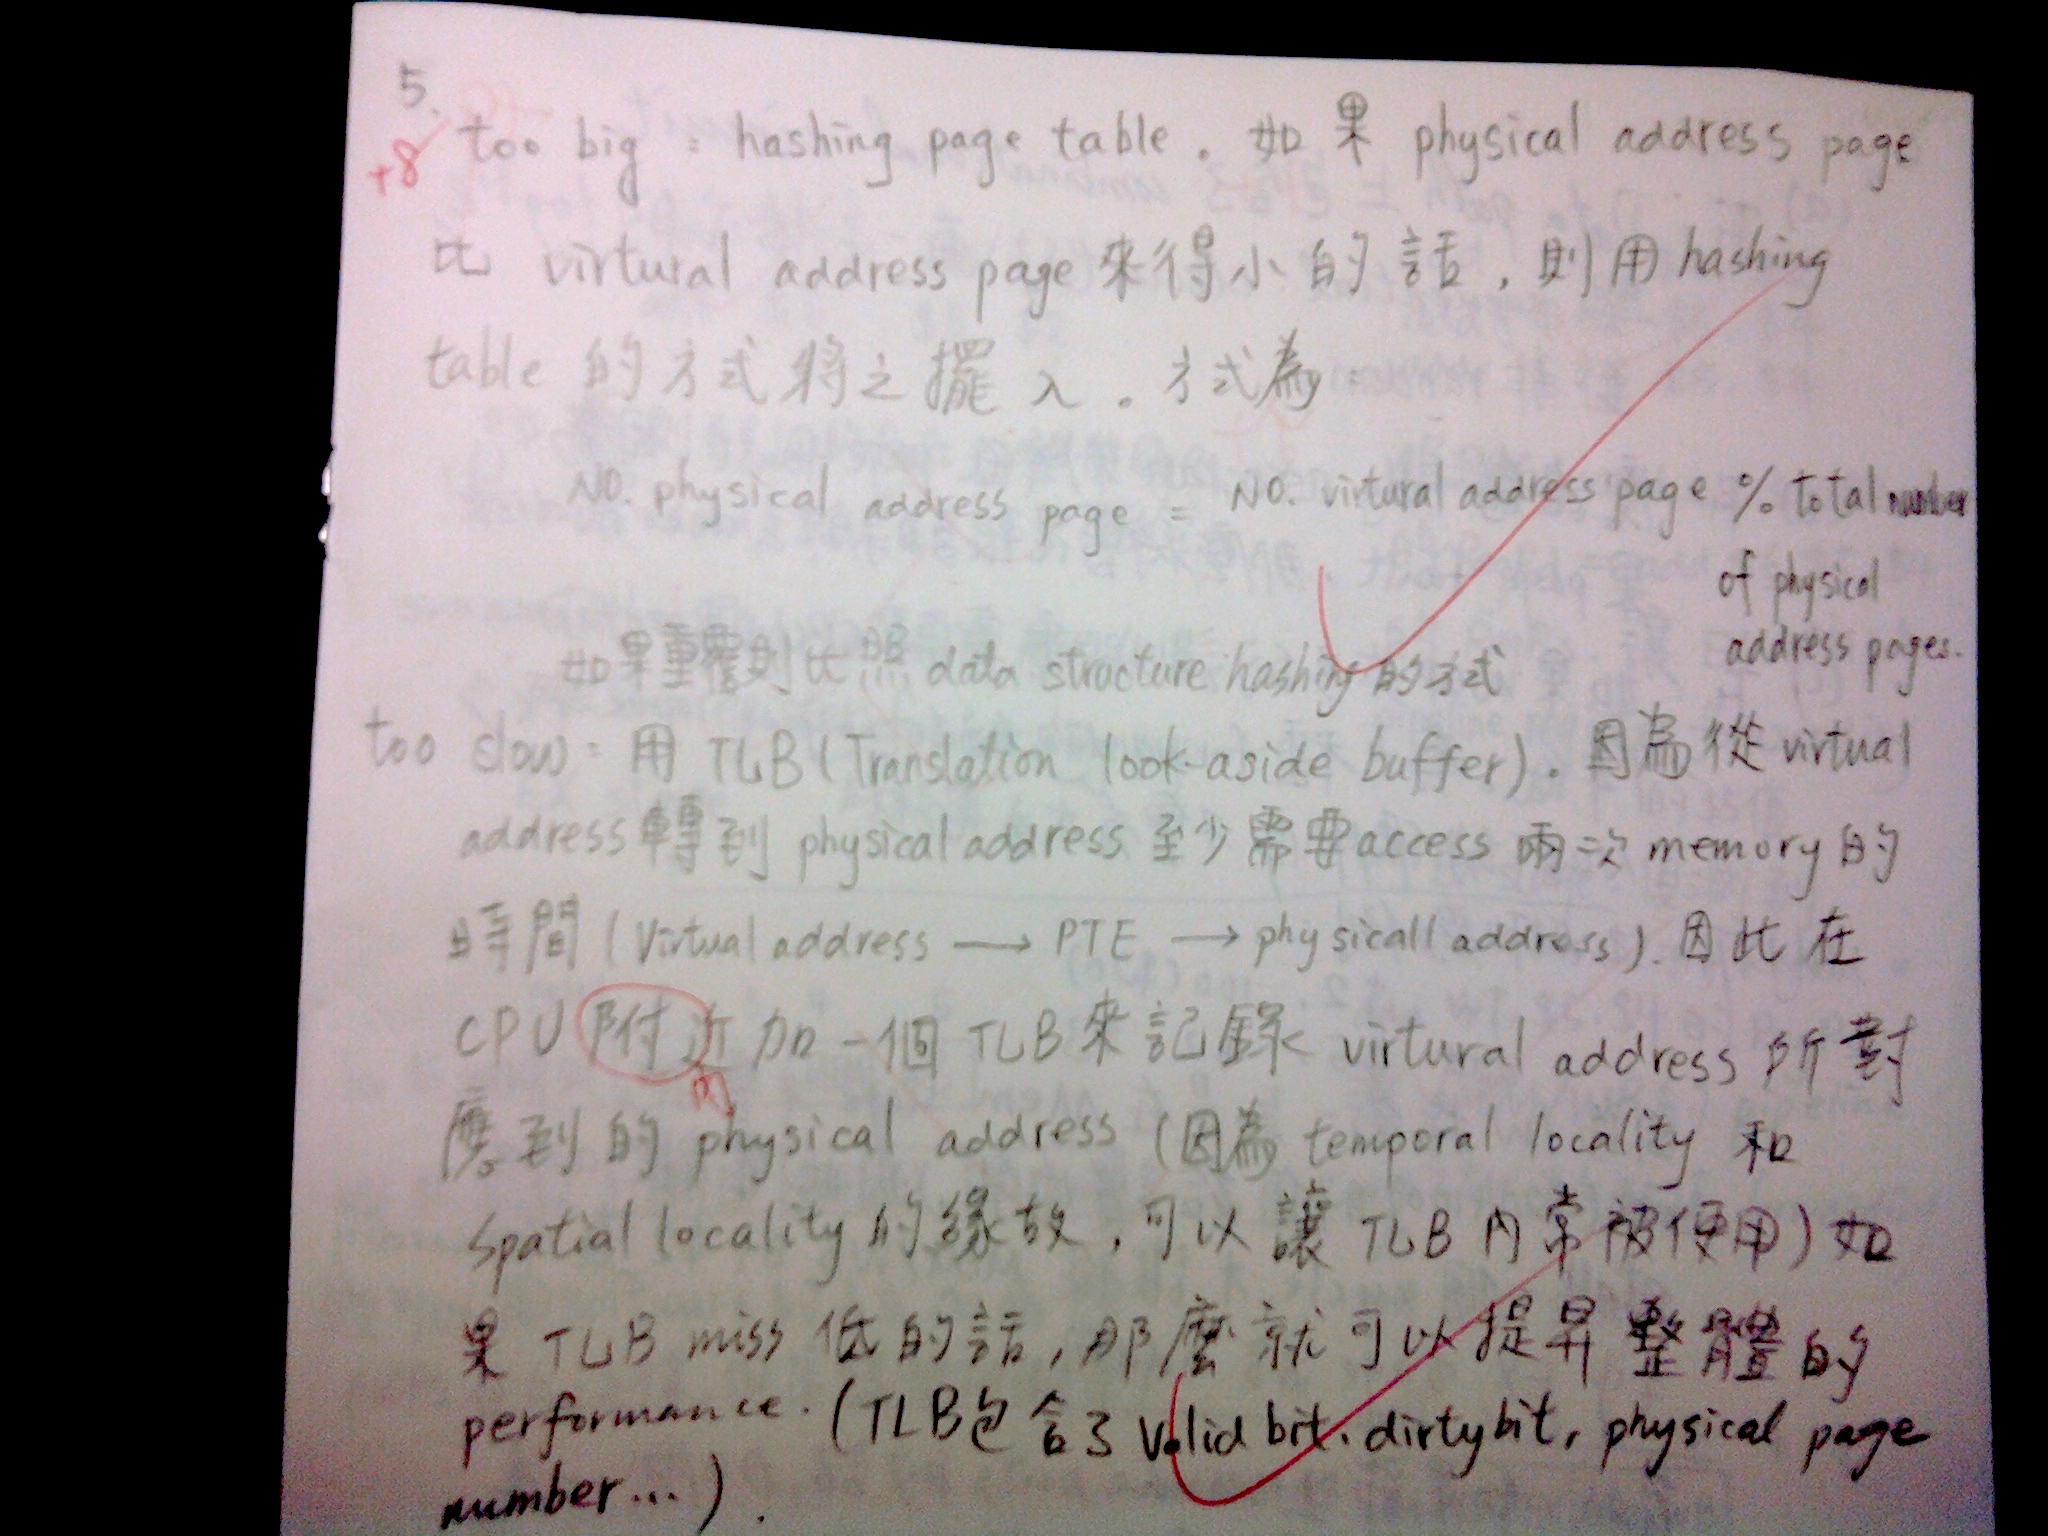 5.
+8
too big : hashing page table. 如果 physical address page
比 virtural address page 來得小的話, 則用 hashing
table 的方式將之擺入。方式為:
NO. physical address page = NO. virtural address page % total number
of physical
address pages.
如果重覆則比照 data structure hashing 的方式
too slow : 用 TLB (Translation look-aside buffer). 因為從 virtual
address 轉到 physical address 至少需要 access 兩次 memory 的
時間 (Virtual address → PTE → physicall address). 因此在
CPU 附近加一個 TLB 來記錄 virtural address 所對
內
應到的 physical address (因為 temporal locality 和
spatial locality 的緣故, 可以讓 TLB 內常被使用) 如
果 TLB miss 低的話, 那麼就可以提昇整體的
performance. (TLB包含了 valid bit. dirty bit, physical page
number...).